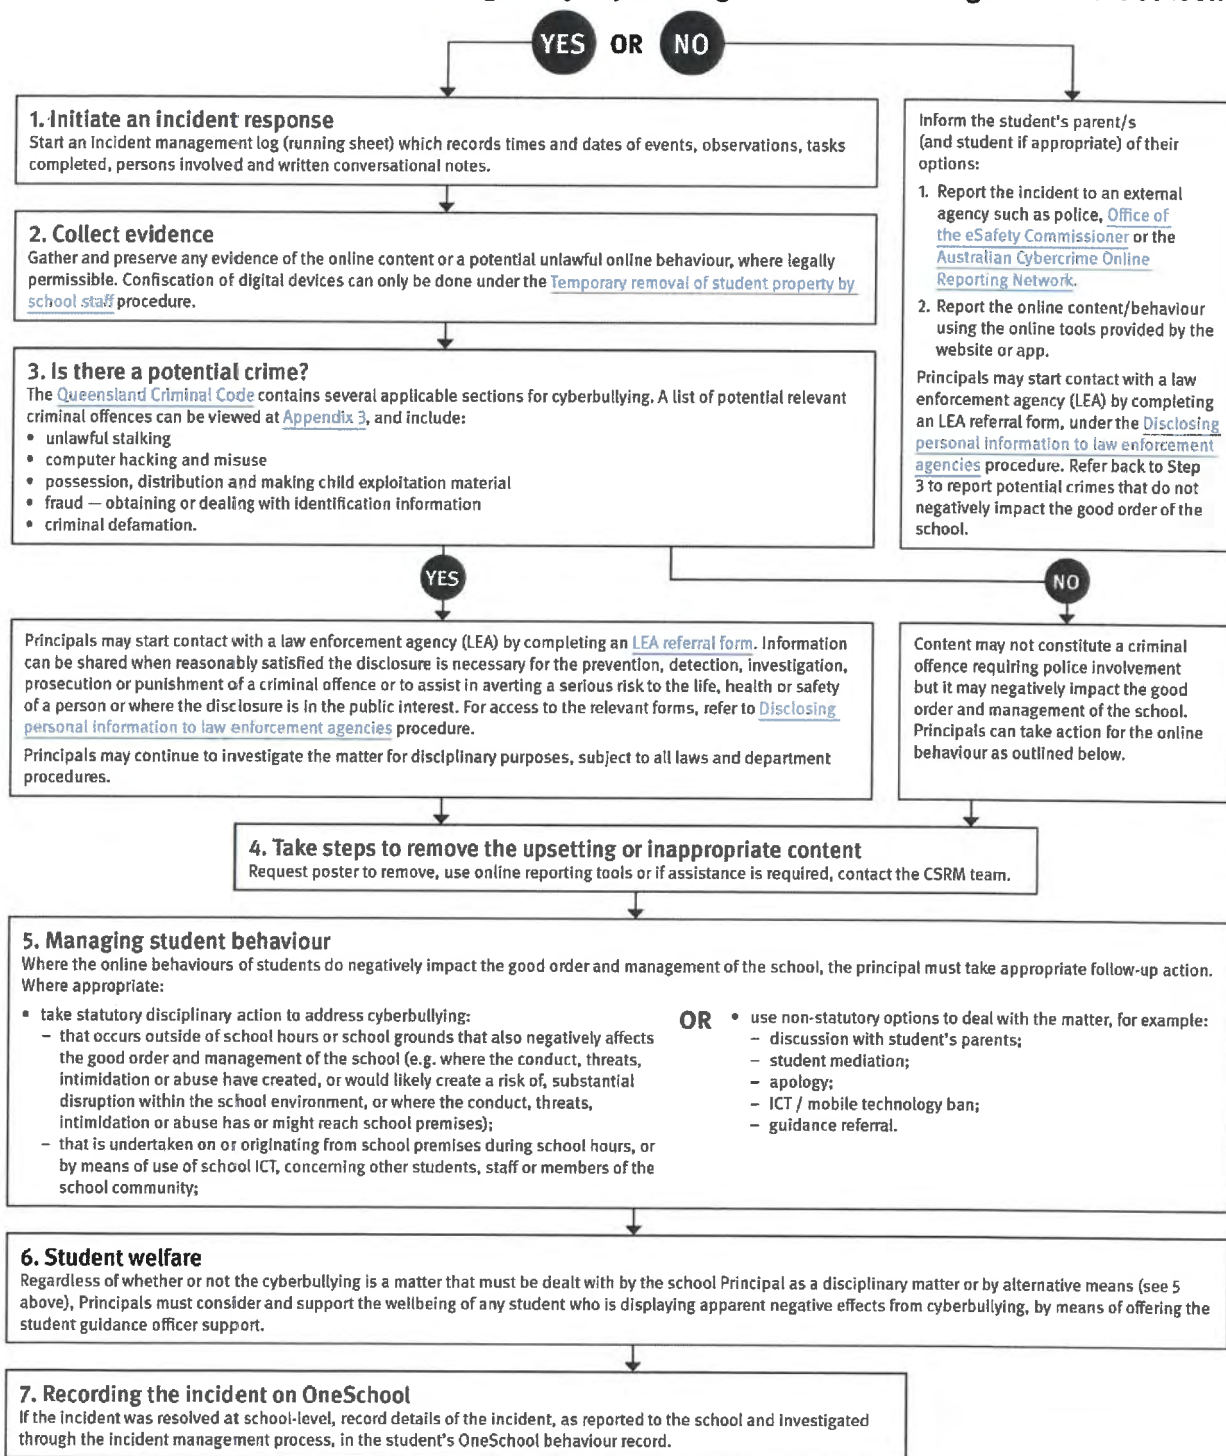 YES OR NO
1. Initiate an incident response
Start an Incident management log (running sheet) which records times and dates of events, observations, tasks
completed, persons involved and written conversational notes.
2. Collect evidence
Gather and preserve any evidence of the online content or a potential unlawful online behaviour, where legally
permissible. Confiscation of digital devices can only be done under the Temporary removal of student property by
school staff procedure.
3. Is there a potential crime?
The Queensland Criminal Code contains several applicable sections for cyberbullying. A list of potential relevant
criminal offences can be viewed at Appendix 3, and include:
• unlawful stalking
• computer hacking and misuse
• possession, distribution and making child exploitation material
• fraud — obtaining or dealing with identification information
• criminal defamation.
Inform the student's parent/s
(and student if appropriate) of their
options:
1. Report the incident to an external
agency such as police, Office of
the eSafety Commissioner or the
Australian Cybercrime Online
Reporting Network.
2. Report the online content/behaviour
using the online tools provided by the
website or app.
Principals may start contact with a law
enforcement agency (LEA) by completing
an LEA referral form, under the Disclosing
personal information to law enforcement
agencies procedure. Refer back to Step
3 to report potential crimes that do not
negatively impact the good order of the
school.
YES
NO
Principals may start contact with a law enforcement agency (LEA) by completing an LEA referral form. Information
can be shared when reasonably satisfied the disclosure is necessary for the prevention, detection, investigation,
prosecution or punishment of a criminal offence or to assist in averting a serious risk to the life, health or safety
of a person or where the disclosure is in the public interest. For access to the relevant forms, refer to Disclosing
personal information to law enforcement agencies procedure.
Principals may continue to investigate the matter for disciplinary purposes, subject to all laws and department
procedures.
Content may not constitute a criminal
offence requiring police involvement
but it may negatively impact the good
order and management of the school.
Principals can take action for the online
behaviour as outlined below.
4. Take steps to remove the upsetting or inappropriate content
Request poster to remove, use online reporting tools or if assistance is required, contact the CSRM team.
5. Managing student behaviour
Where the online behaviours of students do negatively impact the good order and management of the school, the principal must take appropriate follow-up action.
Where appropriate:
• take statutory disciplinary action to address cyberbullying:
– that occurs outside of school hours or school grounds that also negatively affects
the good order and management of the school (e.g. where the conduct, threats,
intimidation or abuse have created, or would likely create a risk of, substantial
disruption within the school environment, or where the conduct, threats,
intimidation or abuse has or might reach school premises);
– that is undertaken on or originating from school premises during school hours, or
by means of use of school ICT, concerning other students, staff or members of the
school community;
OR
• use non-statutory options to deal with the matter, for example:
– discussion with student's parents;
– student mediation;
– apology;
– ICT / mobile technology ban;
– guidance referral.
6. Student welfare
Regardless of whether or not the cyberbullying is a matter that must be dealt with by the school Principal as a disciplinary matter or by alternative means (see 5
above), Principals must consider and support the wellbeing of any student who is displaying apparent negative effects from cyberbullying, by means of offering the
student guidance officer support.
7. Recording the incident on OneSchool
If the incident was resolved at school-level, record details of the incident, as reported to the school and investigated
through the incident management process, in the student's OneSchool behaviour record.